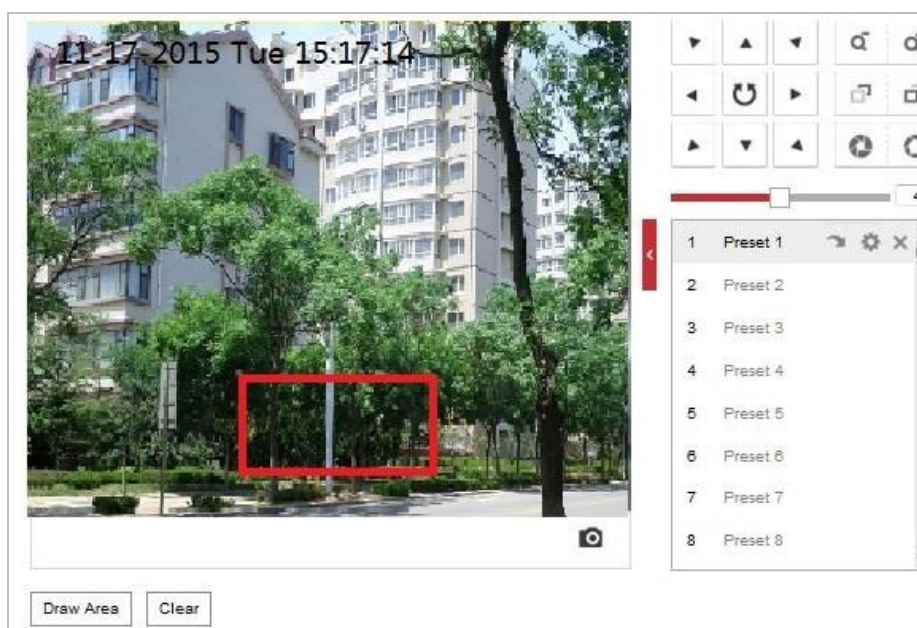 11-17-2015 Tue 15:17:14
4
1 Preset 1
2 Preset 2
3 Preset 3
4 Preset 4
5 Preset 5
6 Preset 6
7 Preset 7
8 Preset 8
Draw Area Clear